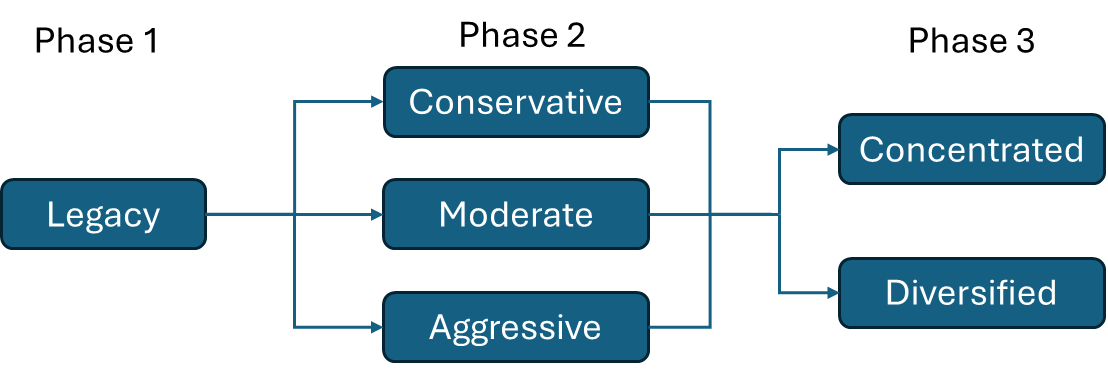 Phase 1
Phase 2
Phase 3
Legacy
Conservative
Moderate
Aggressive
Concentrated
Diversified